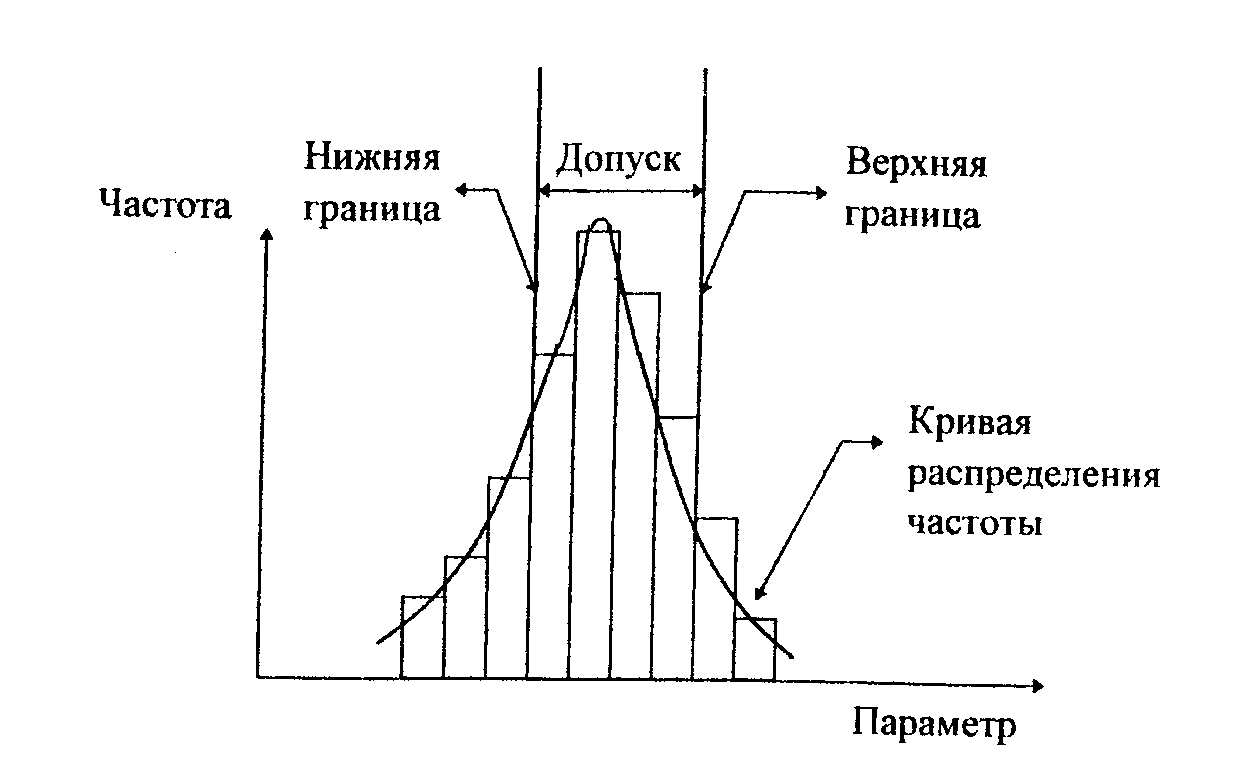 Нижняя
граница
Допуск
Верхняя
граница
Частота
Кривая
распределения
частоты
Параметр